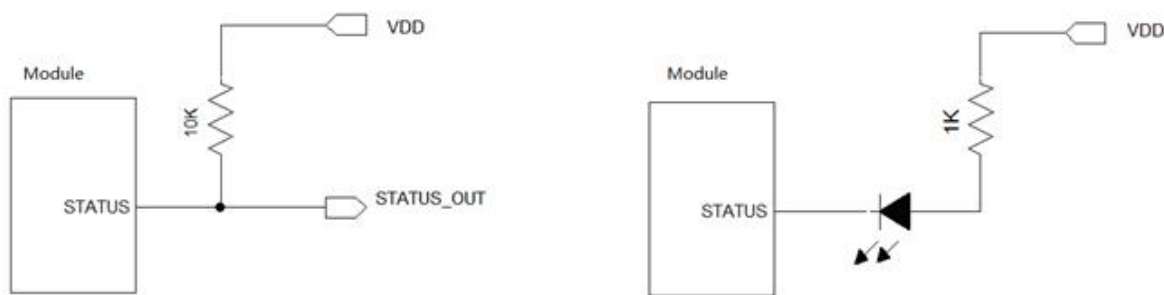 VDD
Module
10K
STATUS
STATUS_OUT
VDD
Module
1K
STATUS